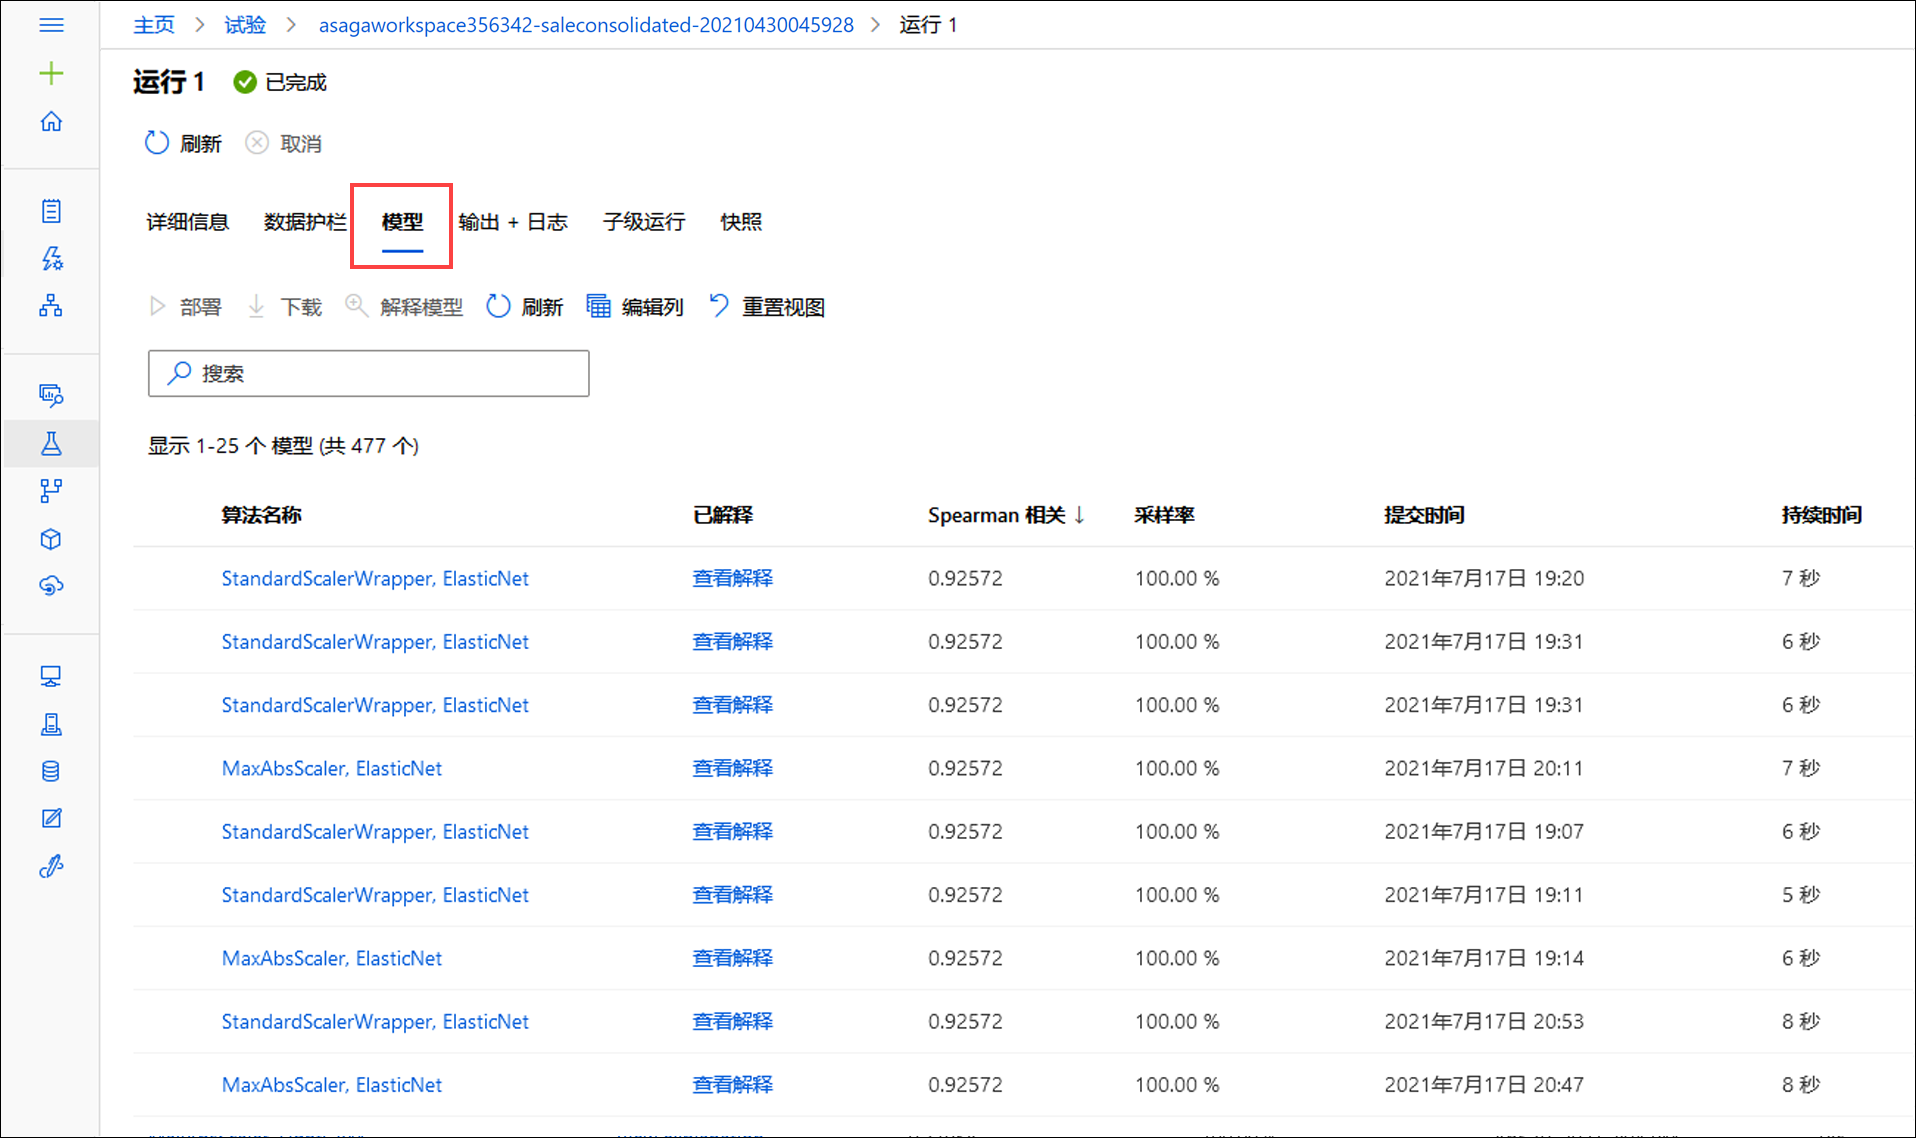 主页 > 试验 > asagaworkspace356342-saleconsolidated-20210430045928 > 运行 1
运行 1 已完成
刷新 取消
详细信息 数据护栏 模型 输出 + 日志 子级运行 快照
部署 下载 解释模型 刷新 编辑列 重置视图
搜索
显示 1-25 个 模型 (共 477 个)
算法名称 已解释 Spearman 相关 ↓ 采样率 提交时间 持续时间
StandardScalerWrapper, ElasticNet 查看解释 0.92572 100.00 % 2021年7月17日 19:20 7 秒
StandardScalerWrapper, ElasticNet 查看解释 0.92572 100.00 % 2021年7月17日 19:31 6 秒
StandardScalerWrapper, ElasticNet 查看解释 0.92572 100.00 % 2021年7月17日 19:31 6 秒
MaxAbsScaler, ElasticNet 查看解释 0.92572 100.00 % 2021年7月17日 20:11 7 秒
StandardScalerWrapper, ElasticNet 查看解释 0.92572 100.00 % 2021年7月17日 19:07 6 秒
StandardScalerWrapper, ElasticNet 查看解释 0.92572 100.00 % 2021年7月17日 19:11 5 秒
MaxAbsScaler, ElasticNet 查看解释 0.92572 100.00 % 2021年7月17日 19:14 6 秒
StandardScalerWrapper, ElasticNet 查看解释 0.92572 100.00 % 2021年7月17日 20:53 8 秒
MaxAbsScaler, ElasticNet 查看解释 0.92572 100.00 % 2021年7月17日 20:47 8 秒